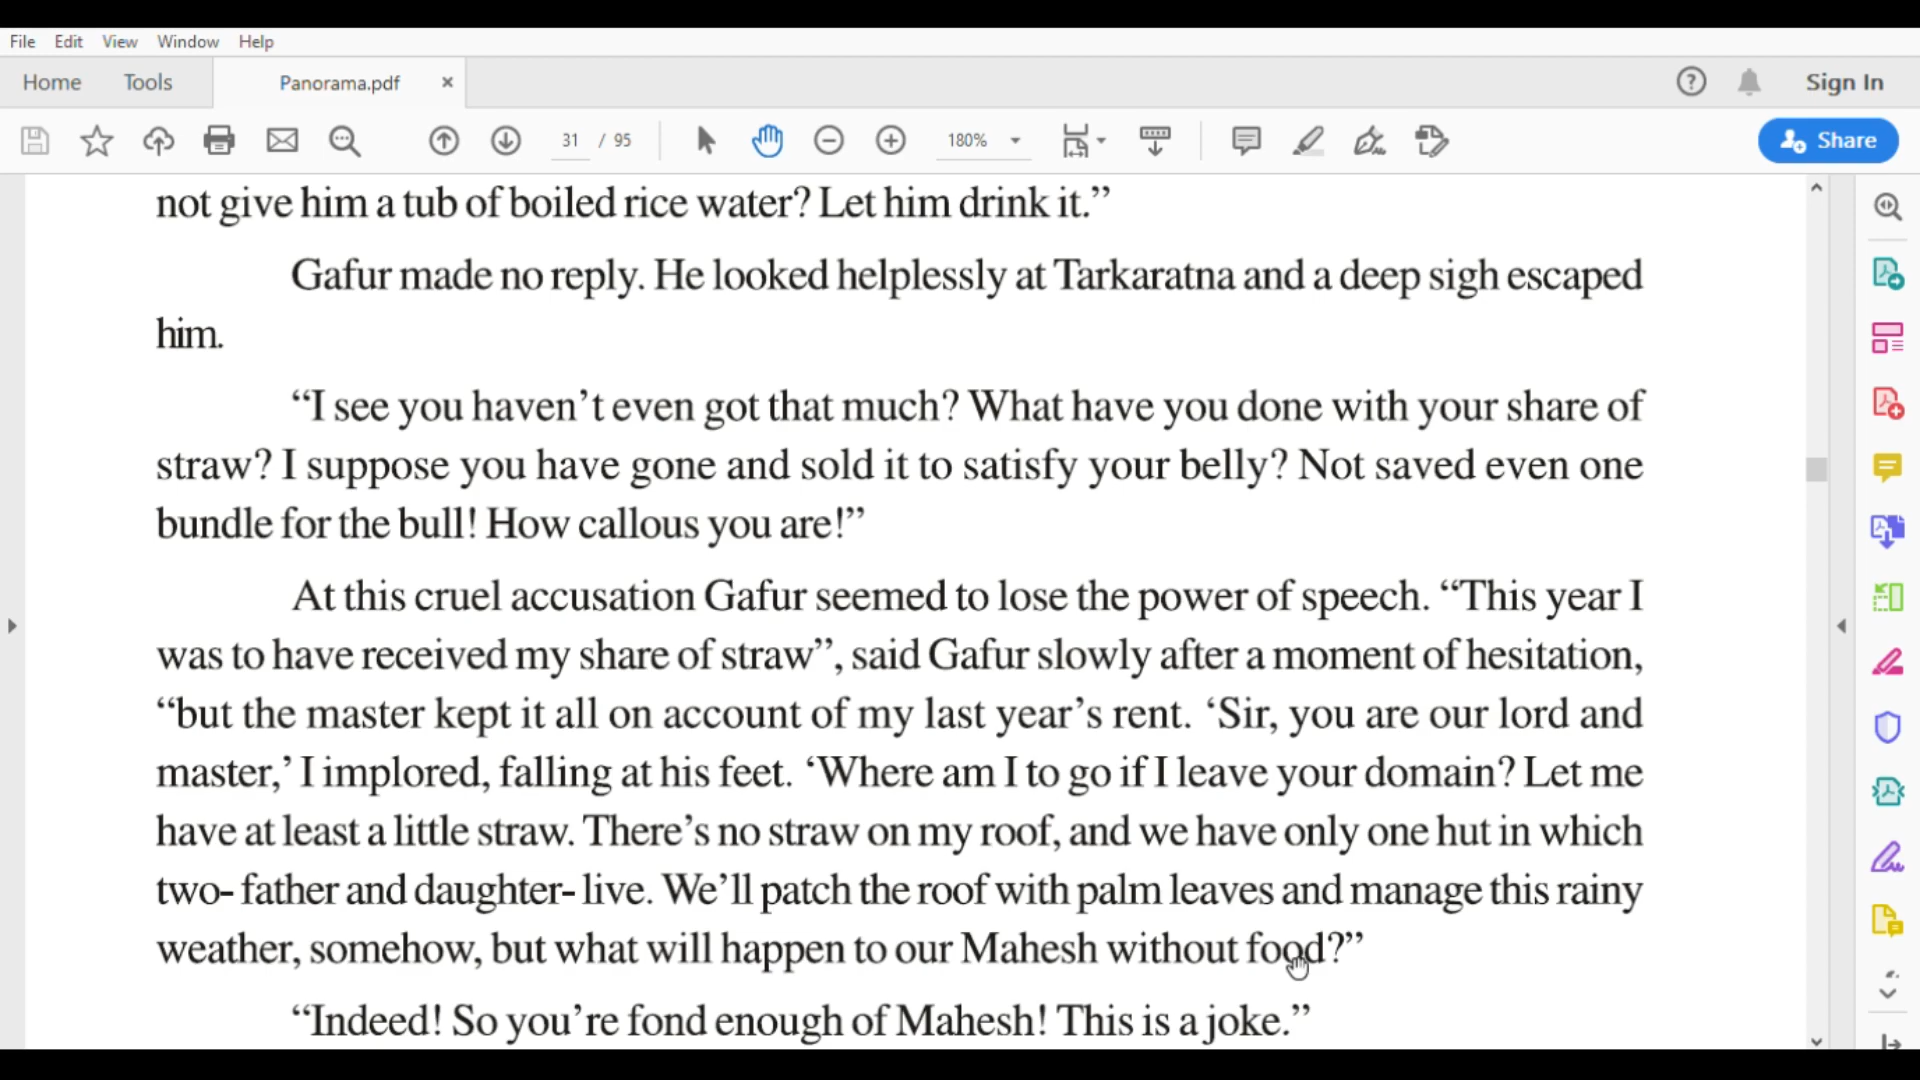 File Edit View Window Help
Home Tools Panorama.pdf × Sign In
31 / 95 180% Share
not give him a tub of boiled rice water? Let him drink it.”
Gafur made no reply. He looked helplessly at Tarkaratna and a deep sigh escaped
him.
“I see you haven’t even got that much? What have you done with your share of
straw? I suppose you have gone and sold it to satisfy your belly? Not saved even one
bundle for the bull! How callous you are!”
At this cruel accusation Gafur seemed to lose the power of speech. “This year I
was to have received my share of straw”, said Gafur slowly after a moment of hesitation,
“but the master kept it all on account of my last year’s rent. ‘Sir, you are our lord and
master,’ I implored, falling at his feet. ‘Where am I to go if I leave your domain? Let me
have at least a little straw. There’s no straw on my roof, and we have only one hut in which
two- father and daughter- live. We’ll patch the roof with palm leaves and manage this rainy
weather, somehow, but what will happen to our Mahesh without food?”
“Indeed! So you’re fond enough of Mahesh! This is a joke.”